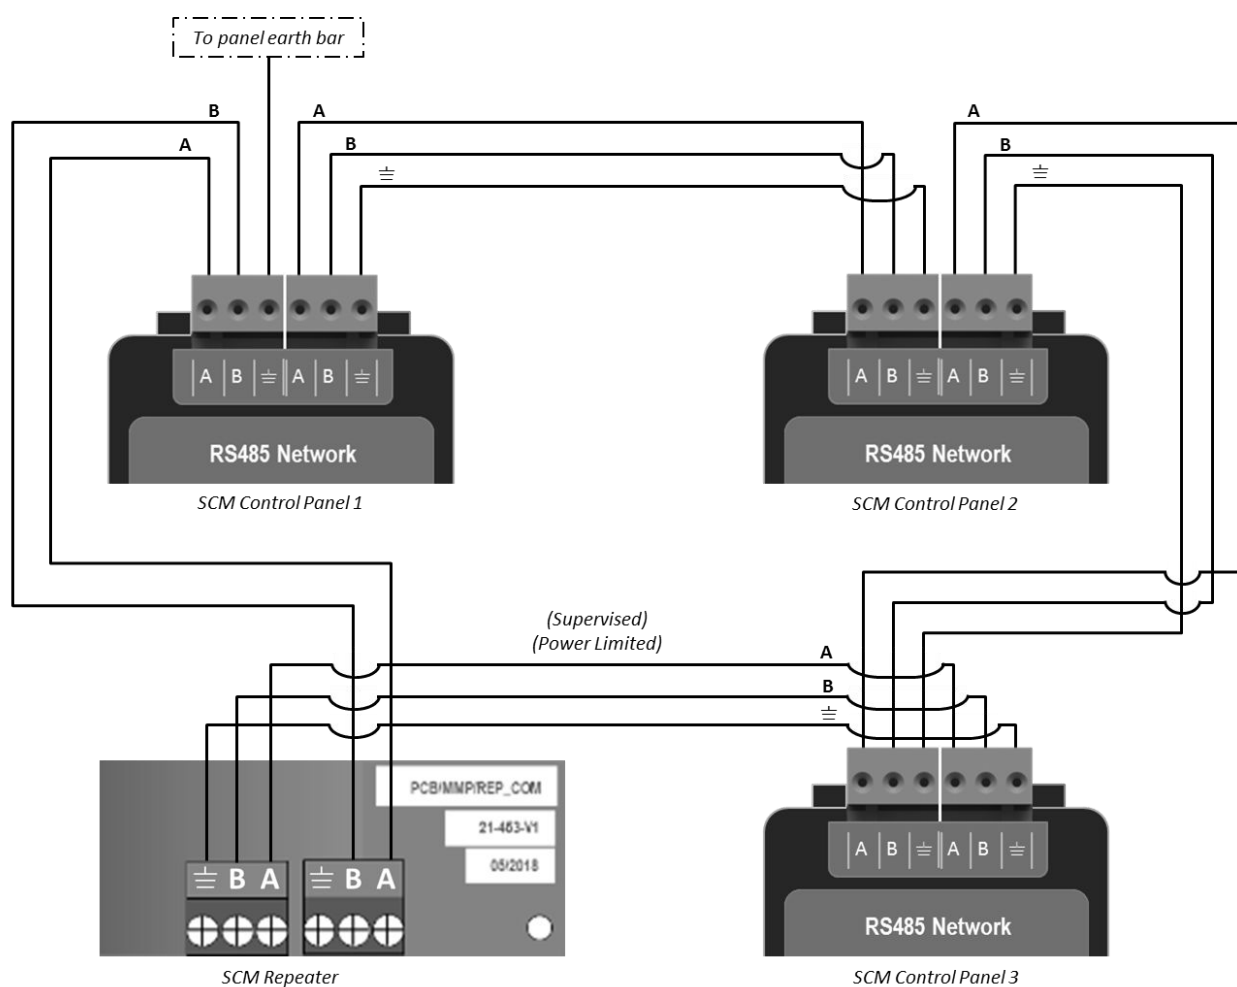 To panel earth bar
B
A
A
B
A
B
A B A B
RS485 Network
SCM Control Panel 1
A B A B
RS485 Network
SCM Control Panel 2
(Supervised)
(Power Limited)
A
B
PCB/MMP/REP_COM
21-463-V1
05/2018
B A B A
SCM Repeater
A B A B
RS485 Network
SCM Control Panel 3